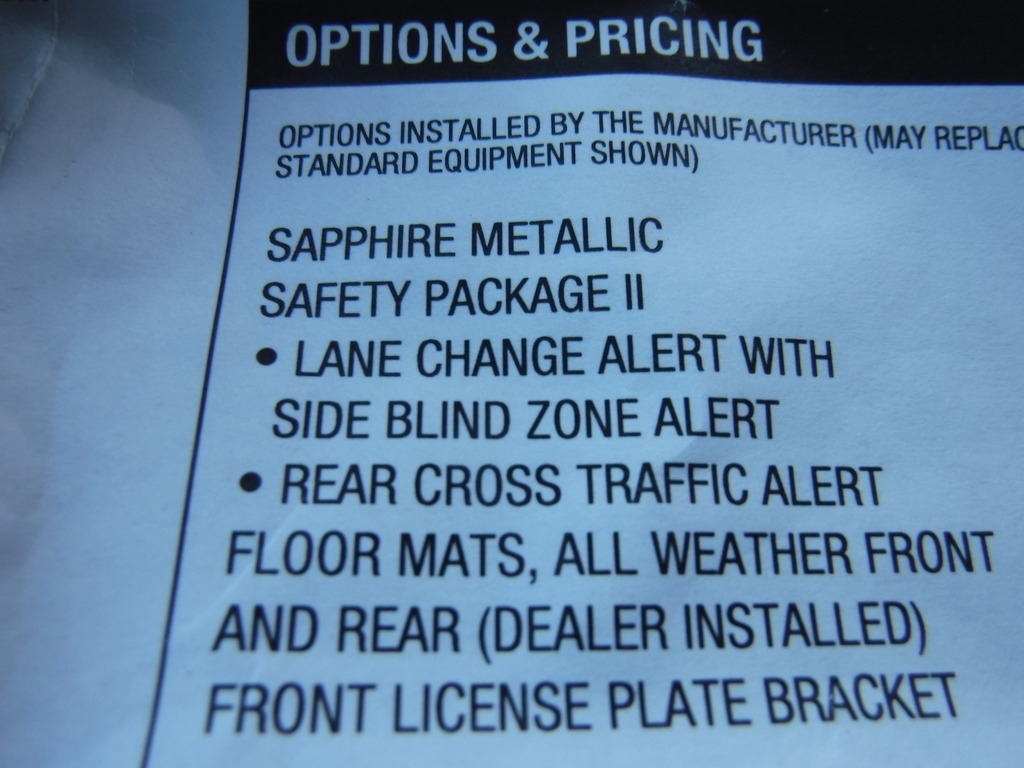 OPTIONS & PRICING
OPTIONS INSTALLED BY THE MANUFACTURER (MAY REPLAC
STANDARD EQUIPMENT SHOWN)
SAPPHIRE METALLIC
SAFETY PACKAGE II
• LANE CHANGE ALERT WITH
SIDE BLIND ZONE ALERT
• REAR CROSS TRAFFIC ALERT
FLOOR MATS, ALL WEATHER FRONT
AND REAR (DEALER INSTALLED)
FRONT LICENSE PLATE BRACKET